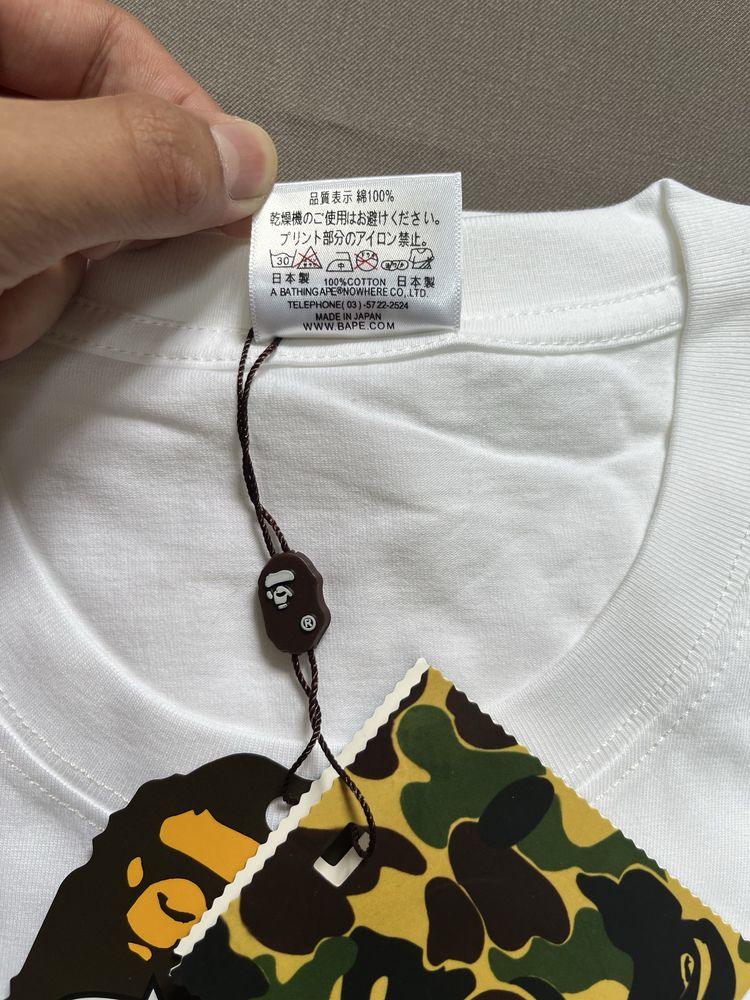 品質表示 綿100%
乾燥機のご使用はお避けください。
プリント部分のアイロン禁止。
30 中
日本製 100%COTTON 日本製
A BATHING APE®NOWHERE CO., LTD.
TELEPHONE(03)-5722-2524
MADE IN JAPAN
WWW.BAPE.COM
®